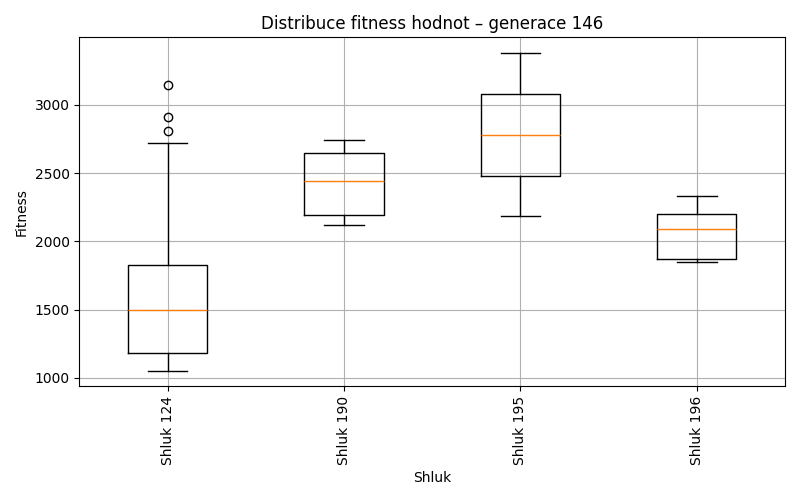 Distribuce fitness hodnot – generace 146
Fitness
3000
2500
2000
1500
1000
Shluk 124
Shluk 190
Shluk 195
Shluk 196
Shluk